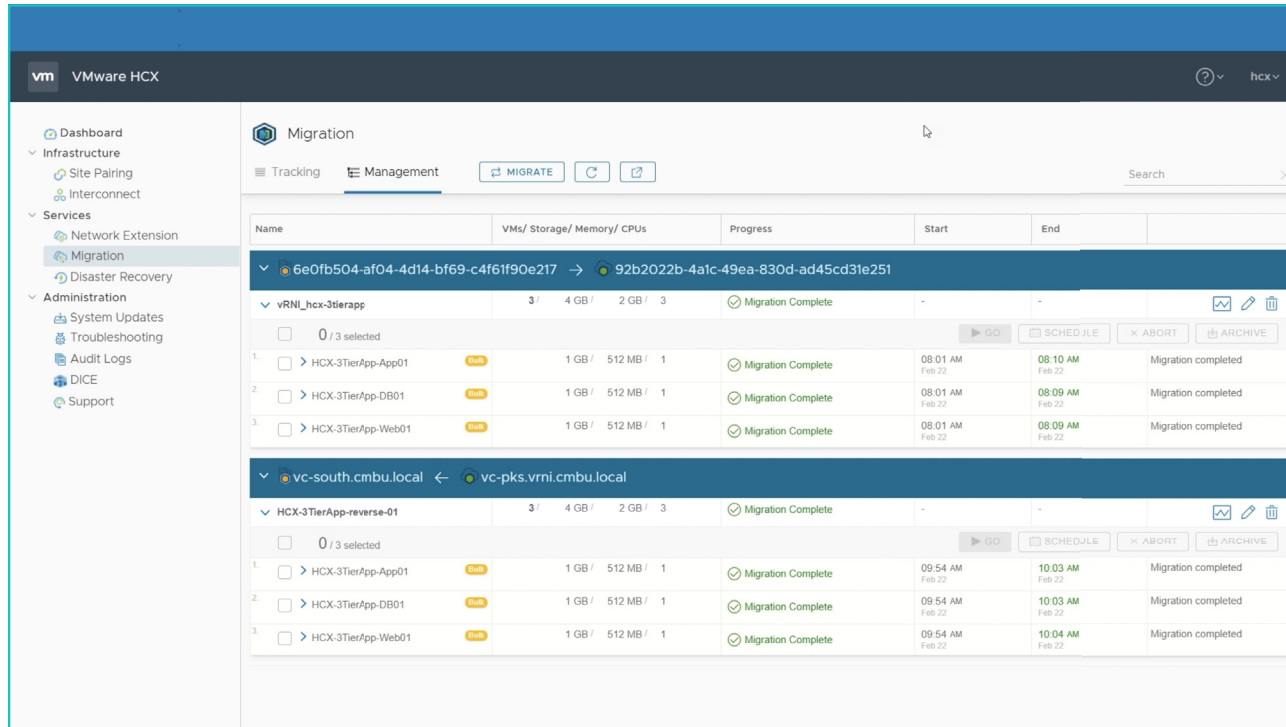 vm VMware HCX hcx
Dashboard
Infrastructure
Site Pairing
Interconnect
Services
Network Extension
Migration
Disaster Recovery
Administration
System Updates
Troubleshooting
Audit Logs
DICE
Support
Migration
Tracking Management MIGRATE Search
Name VMs/ Storage/ Memory/ CPUs Progress Start End
6e0fb504-af04-4d14-bf69-c4f61f90e217 → 92b2022b-4a1c-49ea-830d-ad45cd31e251
vRNI_hcx-3tierapp 3 / 4 GB / 2 GB / 3 Migration Complete - -
0 / 3 selected GO SCHEDULE × ABORT ARCHIVE
1. HCX-3TierApp-App01 Bulk 1 GB / 512 MB / 1 Migration Complete 08:01 AM 08:10 AM Migration completed
Feb 22 Feb 22
2. HCX-3TierApp-DB01 Bulk 1 GB / 512 MB / 1 Migration Complete 08:01 AM 08:09 AM Migration completed
Feb 22 Feb 22
3. HCX-3TierApp-Web01 Bulk 1 GB / 512 MB / 1 Migration Complete 08:01 AM 08:09 AM Migration completed
Feb 22 Feb 22
vc-south.cmbu.local ← vc-pks.vrni.cmbu.local
HCX-3TierApp-reverse-01 3 / 4 GB / 2 GB / 3 Migration Complete - -
0 / 3 selected GO SCHEDULE × ABORT ARCHIVE
1. HCX-3TierApp-App01 Bulk 1 GB / 512 MB / 1 Migration Complete 09:54 AM 10:03 AM Migration completed
Feb 22 Feb 22
2. HCX-3TierApp-DB01 Bulk 1 GB / 512 MB / 1 Migration Complete 09:54 AM 10:03 AM Migration completed
Feb 22 Feb 22
3. HCX-3TierApp-Web01 Bulk 1 GB / 512 MB / 1 Migration Complete 09:54 AM 10:04 AM Migration completed
Feb 22 Feb 22